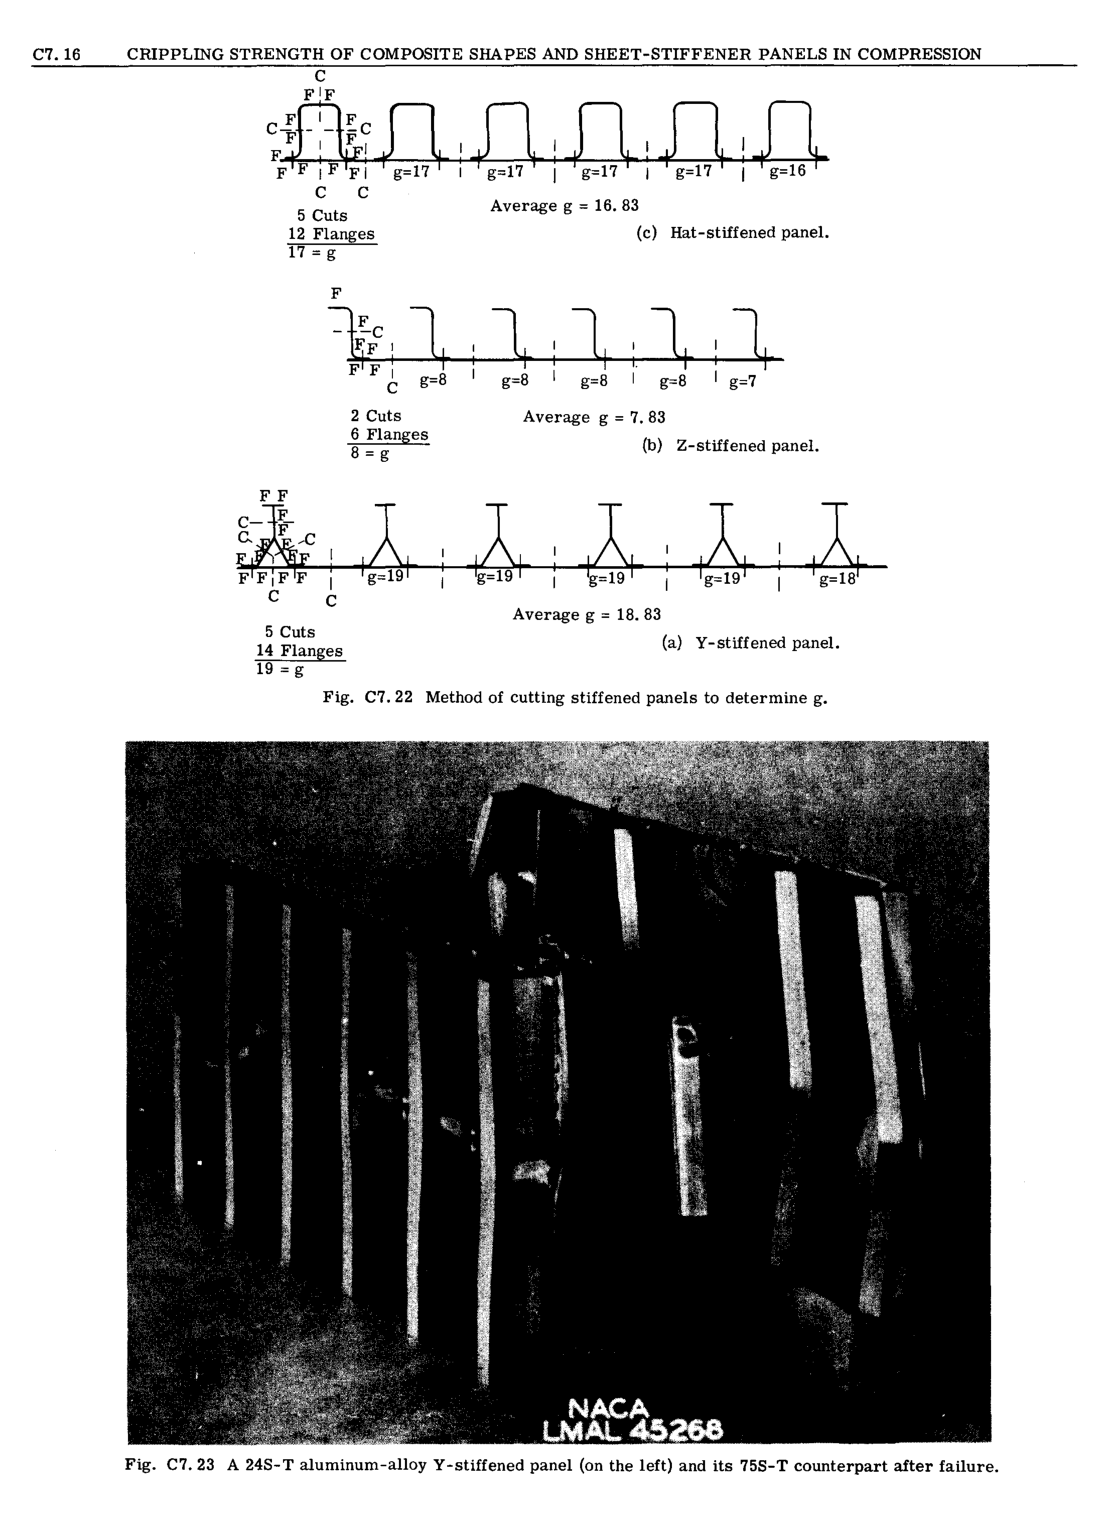 C7. 16 CRIPPLING STRENGTH OF COMPOSITE SHAPES AND SHEET-STIFFENER PANELS IN COMPRESSION
C
F F
F F
C C
F F
F F
F F F F g=17 g=17 g=17 g=17 g=16
C C
Average g = 16. 83
5 Cuts
12 Flanges
17 = g
(c) Hat-stiffened panel.
F
F
C
F F
F F
C
g=8 g=8 g=8 g=8 g=7
2 Cuts
6 Flanges
8 = g
Average g = 7. 83
(b) Z-stiffened panel.
F F
F
C F
C F F C
F F F F
F F F F g=19 g=19 g=19 g=19 g=18
C C
Average g = 18. 83
5 Cuts
14 Flanges
19 = g
(a) Y-stiffened panel.
Fig. C7. 22 Method of cutting stiffened panels to determine g.
NACA
LMAL 45268
Fig. C7. 23 A 24S-T aluminum-alloy Y-stiffened panel (on the left) and its 75S-T counterpart after failure.